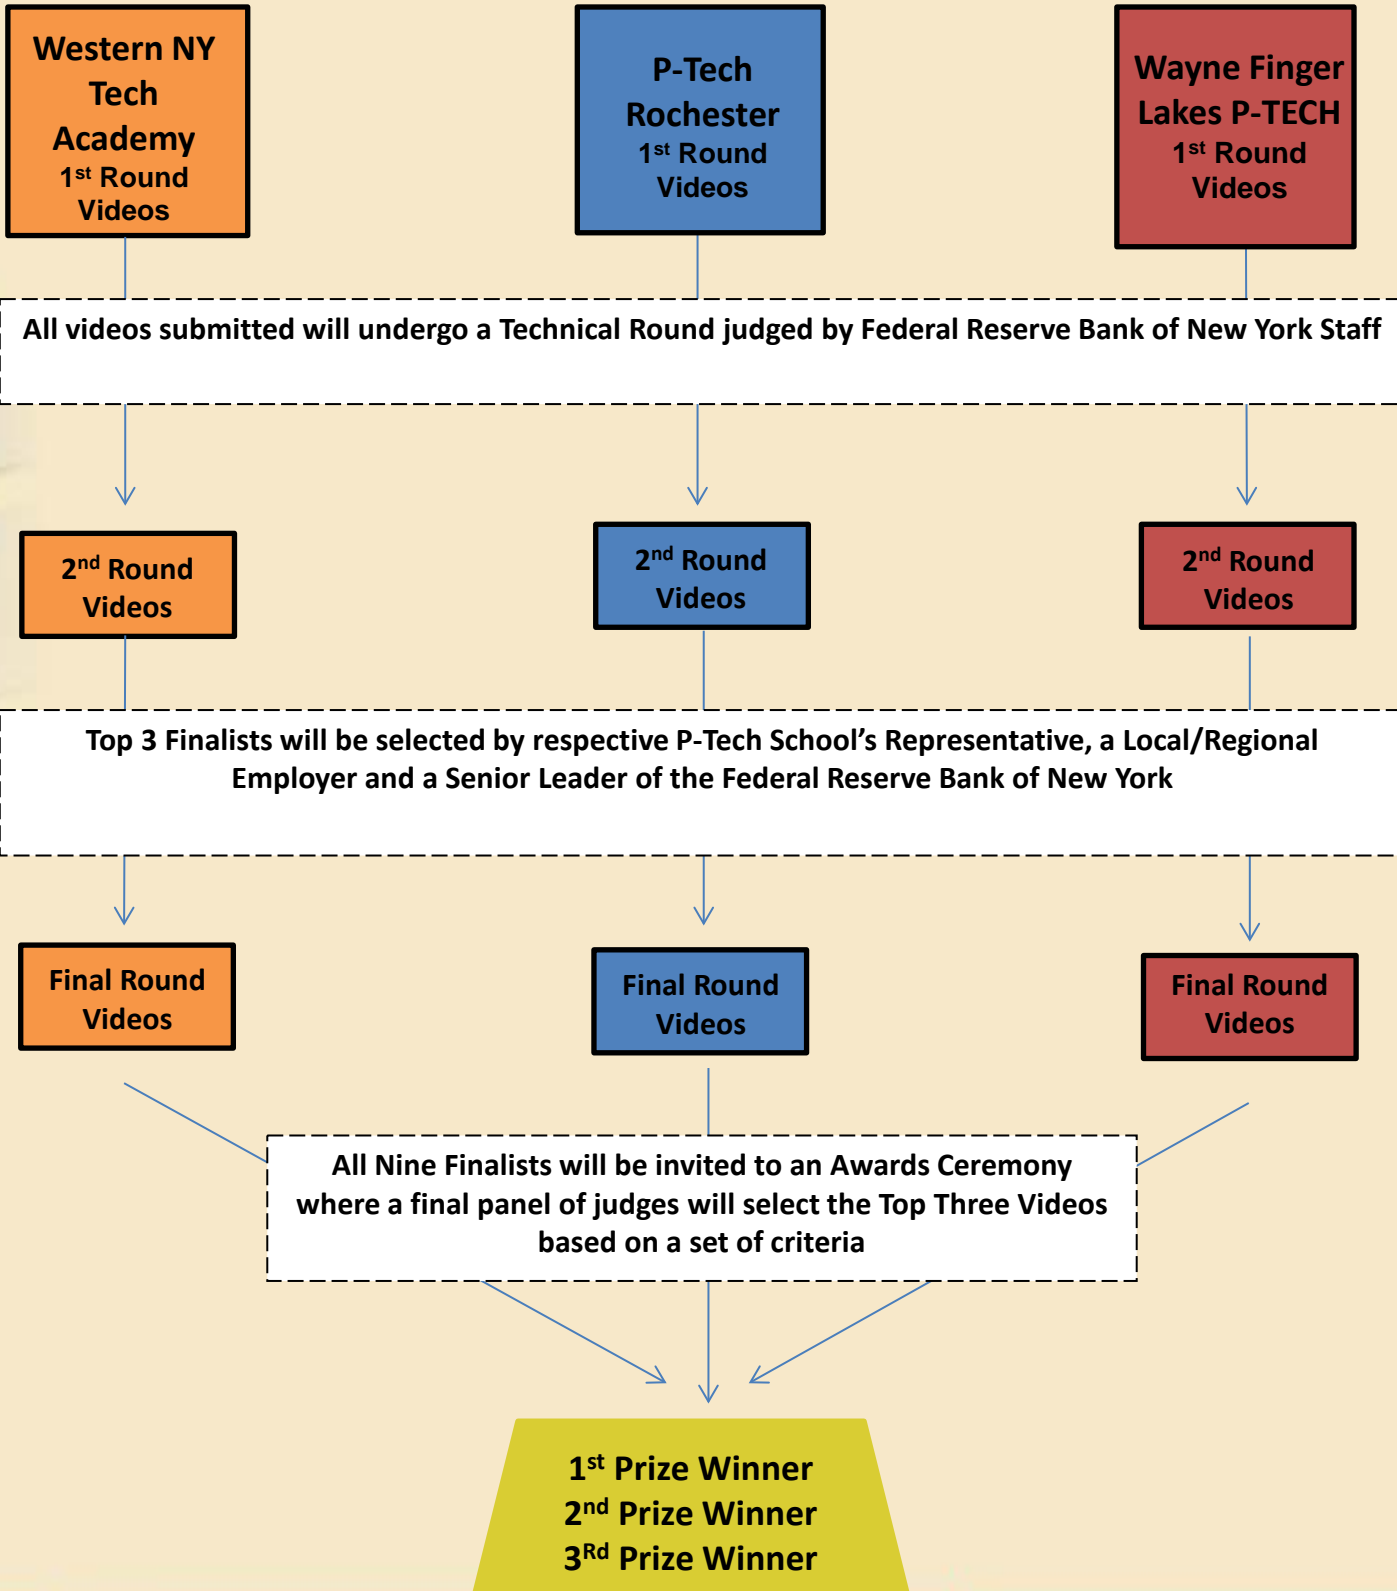 Western NY
Tech
Academy
1st Round
Videos
P-Tech
Rochester
1st Round
Videos
Wayne Finger
Lakes P-TECH
1st Round
Videos
All videos submitted will undergo a Technical Round judged by Federal Reserve Bank of New York Staff
2nd Round
Videos
2nd Round
Videos
2nd Round
Videos
Top 3 Finalists will be selected by respective P-Tech School’s Representative, a Local/Regional
Employer and a Senior Leader of the Federal Reserve Bank of New York
Final Round
Videos
Final Round
Videos
Final Round
Videos
All Nine Finalists will be invited to an Awards Ceremony
where a final panel of judges will select the Top Three Videos
based on a set of criteria
1st Prize Winner
2nd Prize Winner
3Rd Prize Winner